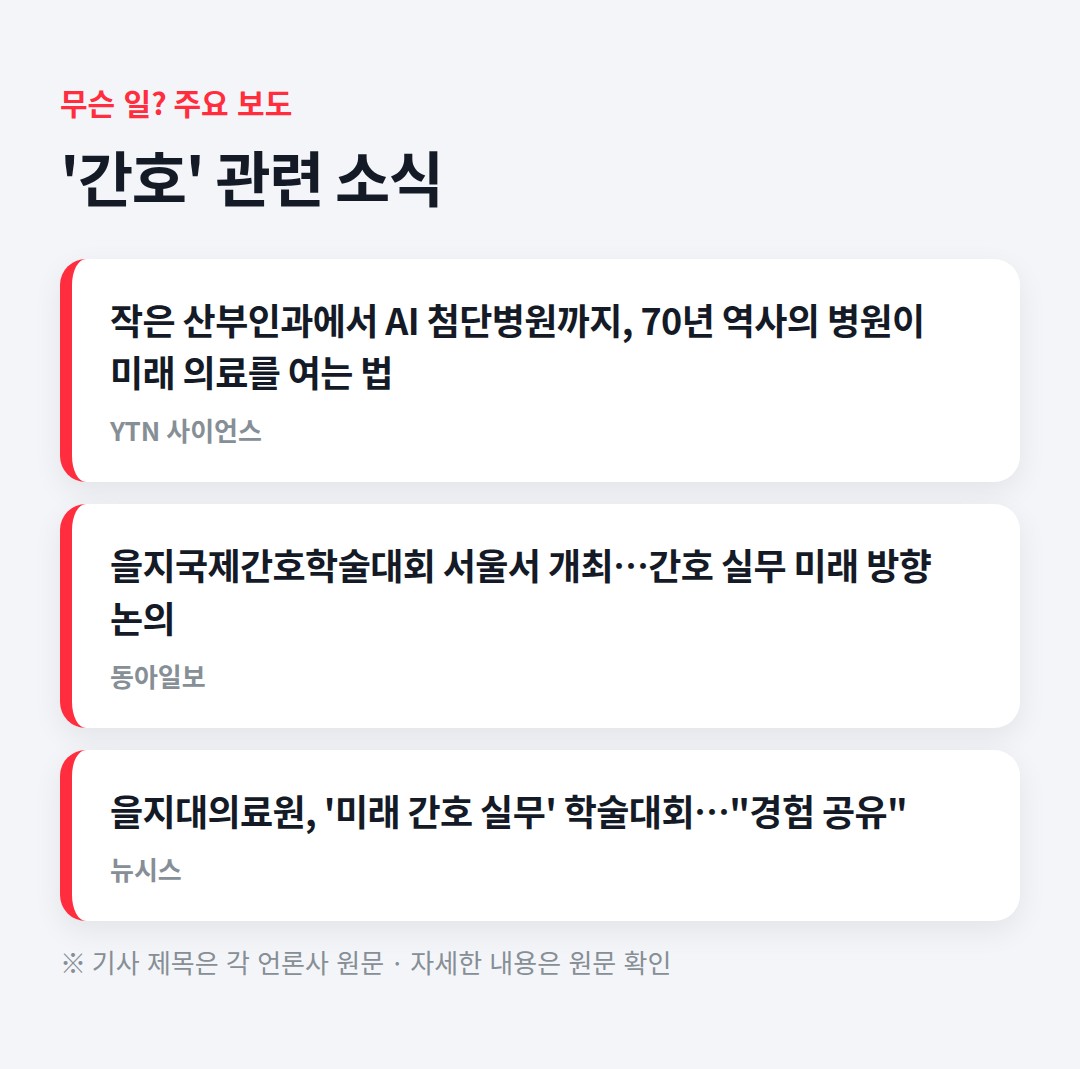 무슨 일? 주요 보도
'간호' 관련 소식
작은 산부인과에서 AI 첨단병원까지, 70년 역사의 병원이
미래 의료를 여는 법
YTN 사이언스
을지국제간호학술대회 서울서 개최…간호 실무 미래 방향
논의
동아일보
을지대의료원, '미래 간호 실무' 학술대회…"경험 공유"
뉴시스
※ 기사 제목은 각 언론사 원문 · 자세한 내용은 원문 확인